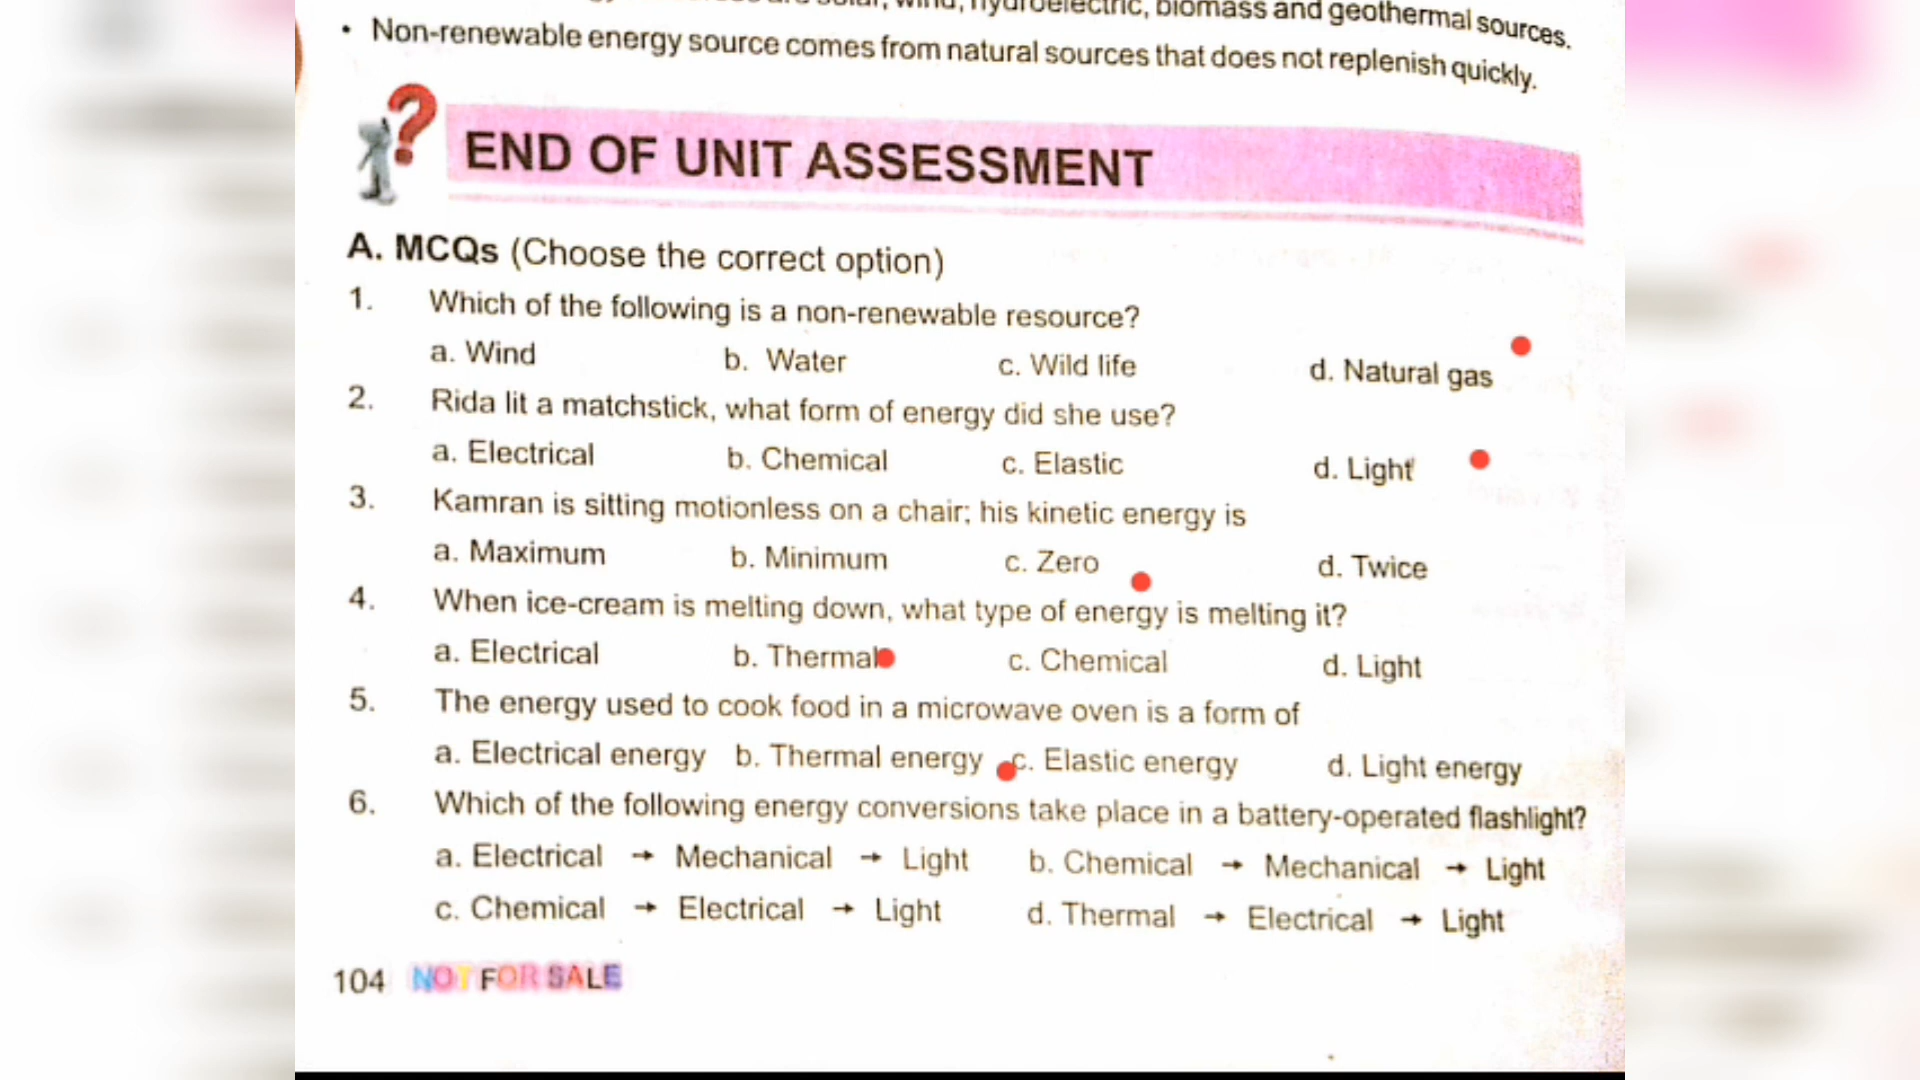 hydroelectric, biomass and geothermal sources.
• Non-renewable energy source comes from natural sources that does not replenish quickly.
END OF UNIT ASSESSMENT
A. MCQs (Choose the correct option)
1. Which of the following is a non-renewable resource?
a. Wind b. Water c. Wild life d. Natural gas
2. Rida lit a matchstick, what form of energy did she use?
a. Electrical b. Chemical c. Elastic d. Light
3. Kamran is sitting motionless on a chair; his kinetic energy is
a. Maximum b. Minimum c. Zero d. Twice
4. When ice-cream is melting down, what type of energy is melting it?
a. Electrical b. Thermal c. Chemical d. Light
5. The energy used to cook food in a microwave oven is a form of
a. Electrical energy b. Thermal energy c. Elastic energy d. Light energy
6. Which of the following energy conversions take place in a battery-operated flashlight?
a. Electrical → Mechanical → Light b. Chemical → Mechanical → Light
c. Chemical → Electrical → Light d. Thermal → Electrical → Light
104 NOT FOR SALE